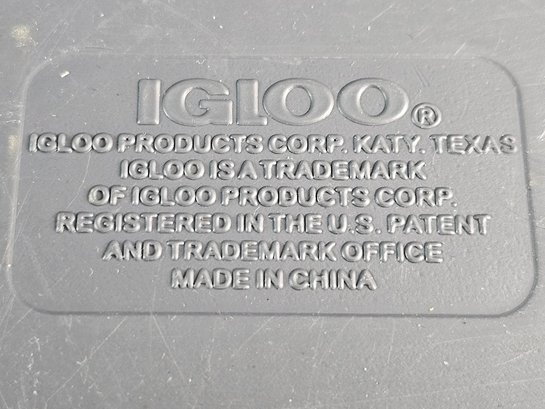 IGLOO®
IGLOO PRODUCTS CORP. KATY, TEXAS
IGLOO IS A TRADEMARK
OF IGLOO PRODUCTS CORP.
REGISTERED IN THE U.S. PATENT
AND TRADEMARK OFFICE
MADE IN CHINA